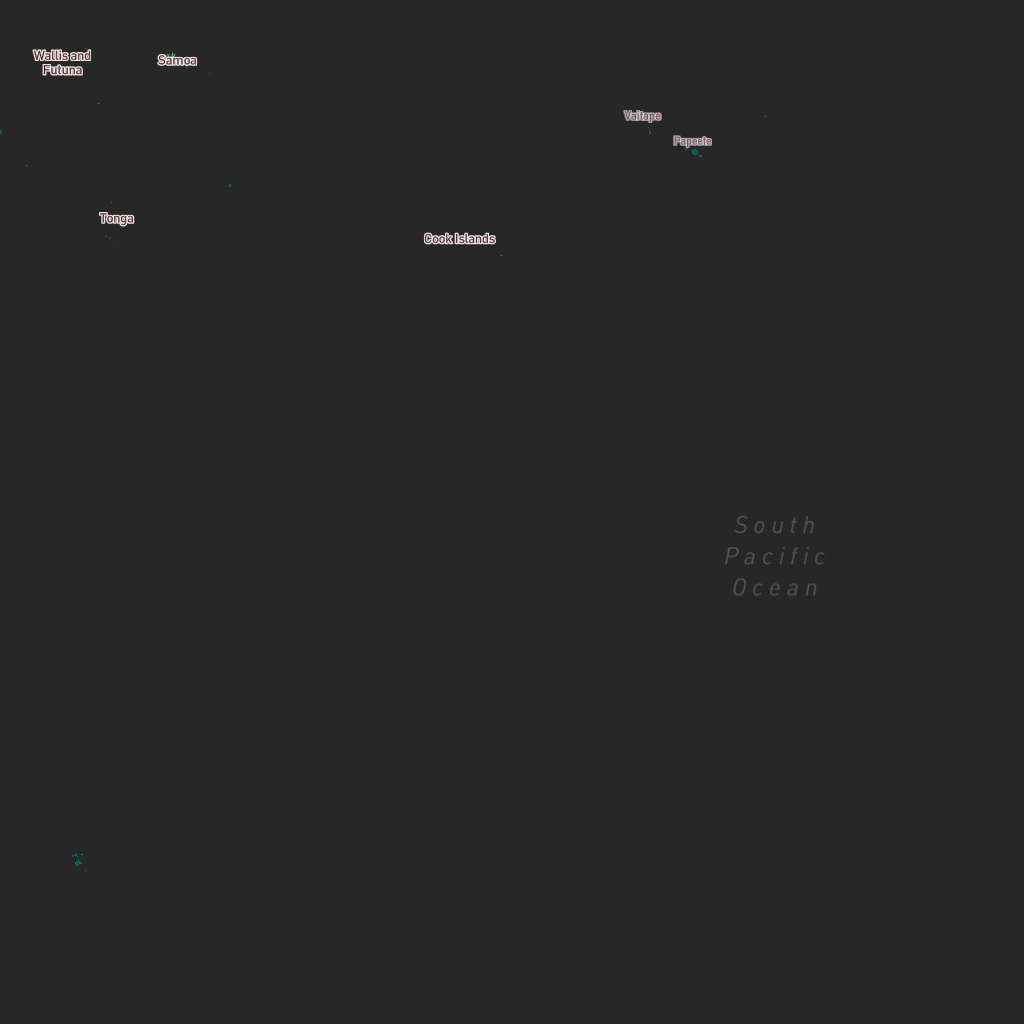 Wallis and
Futuna
Samoa
Vaitape
Papeete
Tonga
Cook Islands
South
Pacific
Ocean